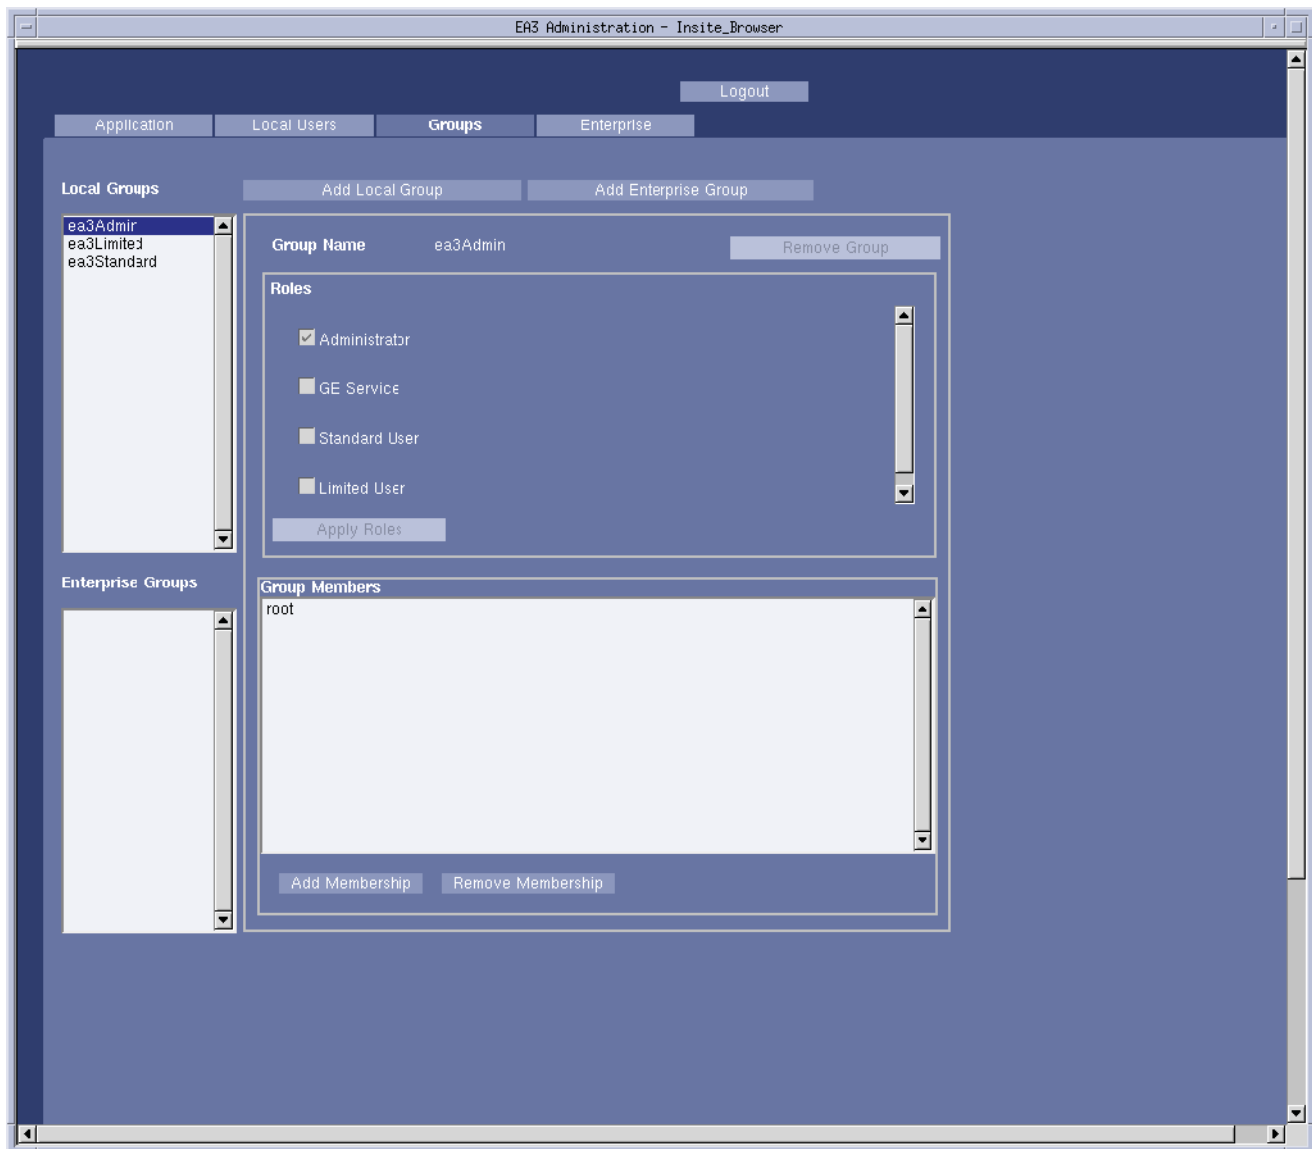 EA3 Administration - Insite_Browser
Logout
Application Local Users Groups Enterprise
Local Groups Add Local Group Add Enterprise Group
ea3Admin
ea3Limited
ea3Standard
Group Name ea3Admin Remove Group
Roles
Administrator
GE Service
Standard User
Limited User
Apply Roles
Enterprise Groups
Group Members
root
Add Membership Remove Membership